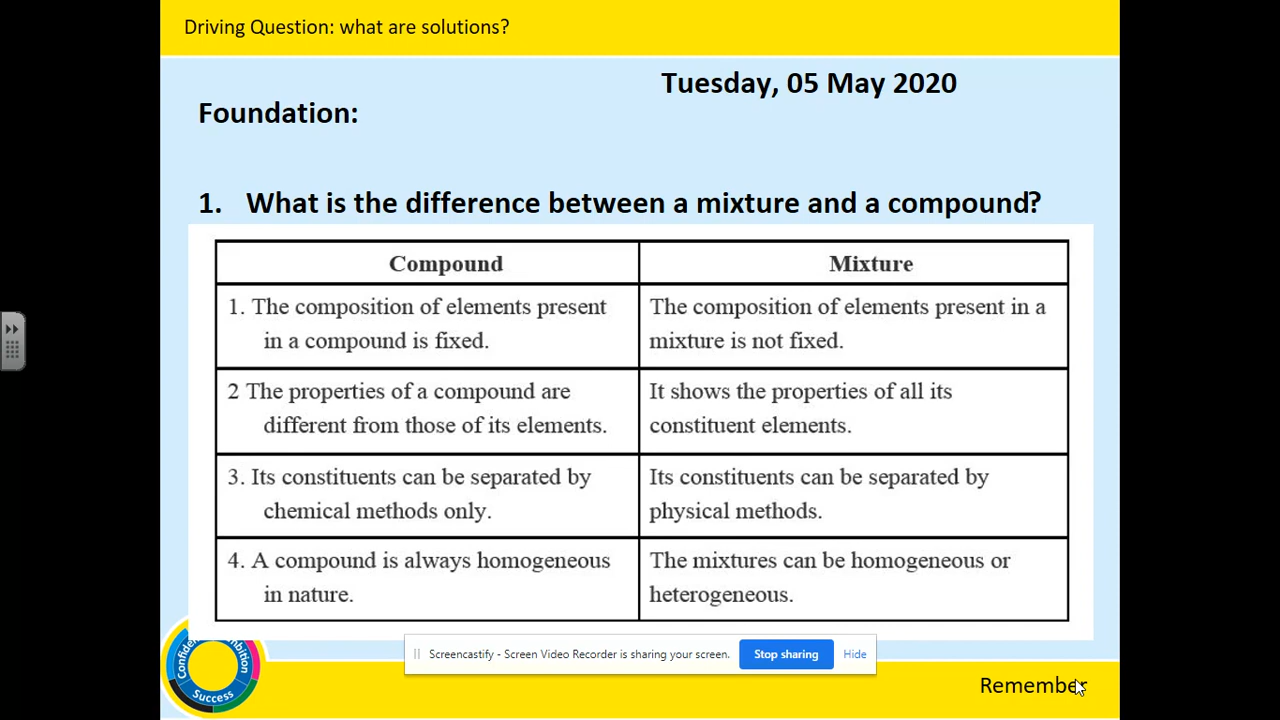 Driving Question: what are solutions?
Tuesday, 05 May 2020
Foundation:
1. What is the difference between a mixture and a compound?
Compound
Mixture
1. The composition of elements present
in a compound is fixed.
The composition of elements present in a
mixture is not fixed.
2 The properties of a compound are
different from those of its elements.
It shows the properties of all its
constituent elements.
3. Its constituents can be separated by
chemical methods only.
Its constituents can be separated by
physical methods.
4. A compound is always homogeneous
in nature.
The mixtures can be homogeneous or
heterogeneous.
Success
Screencastify - Screen Video Recorder is sharing your screen.
Stop sharing
Hide
Remember